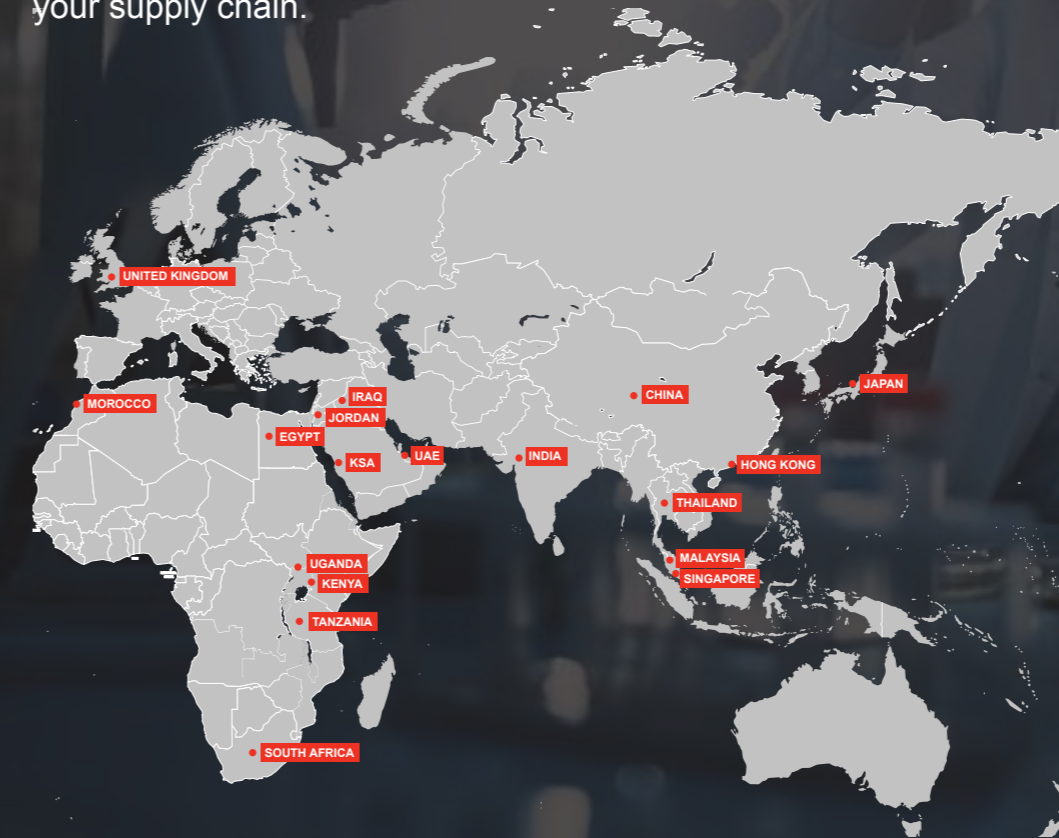 your supply chain.
UNITED KINGDOM
MOROCCO
IRAQ
JORDAN
EGYPT
KSA
UAE
CHINA
JAPAN
INDIA
HONG KONG
THAILAND
MALAYSIA
SINGAPORE
UGANDA
KENYA
TANZANIA
SOUTH AFRICA